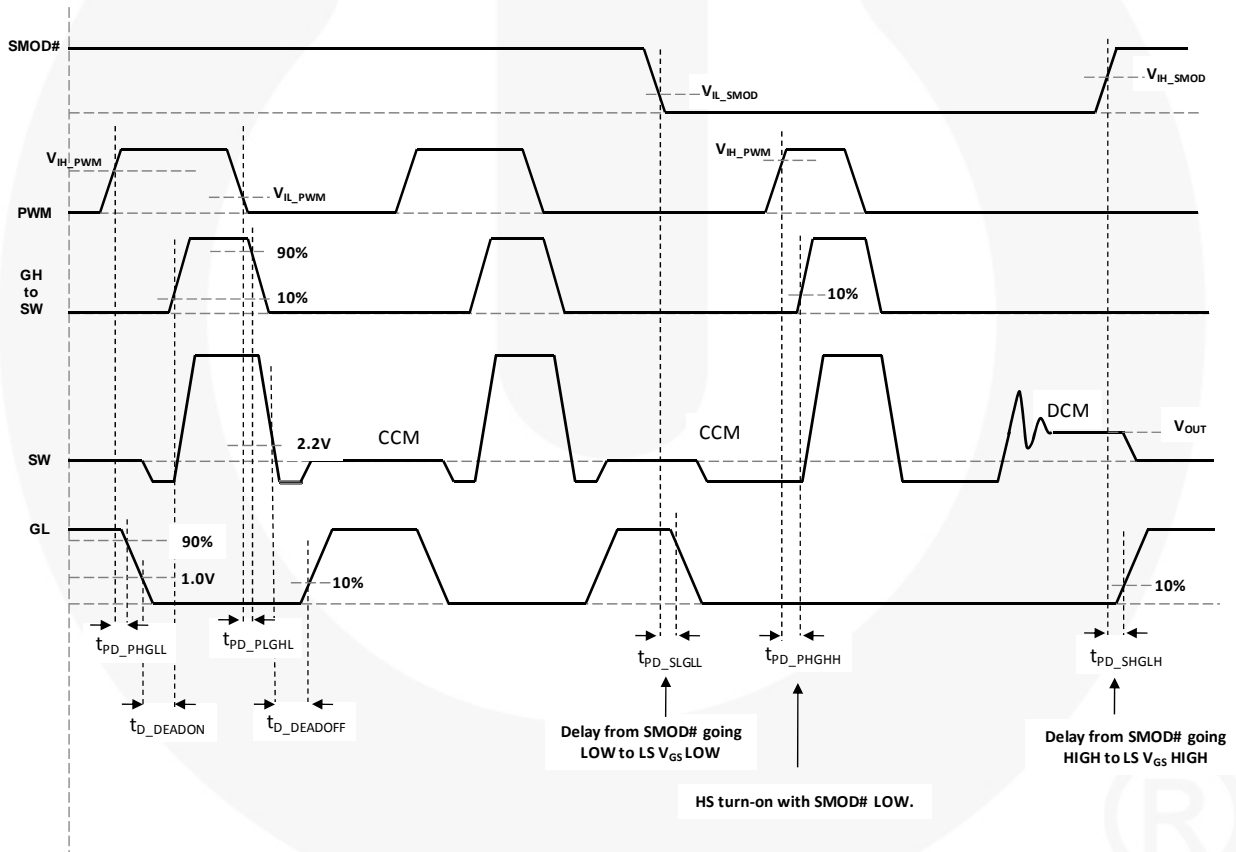 SMOD#
V_IL_SMOD
V_IH_SMOD
V_IH_PWM
V_IL_PWM
V_IH_PWM
PWM
90%
GH
to
SW
10%
10%
2.2V
CCM
CCM
DCM
V_OUT
SW
GL
90%
1.0V
10%
10%
t_PD_PHGLL
t_PD_PLGHL
t_PD_SLGLL
t_PD_PHGHH
t_PD_SHGLH
t_D_DEADON
t_D_DEADOFF
Delay from SMOD# going
LOW to LS V_GS LOW
Delay from SMOD# going
HIGH to LS V_GS HIGH
HS turn-on with SMOD# LOW.
®